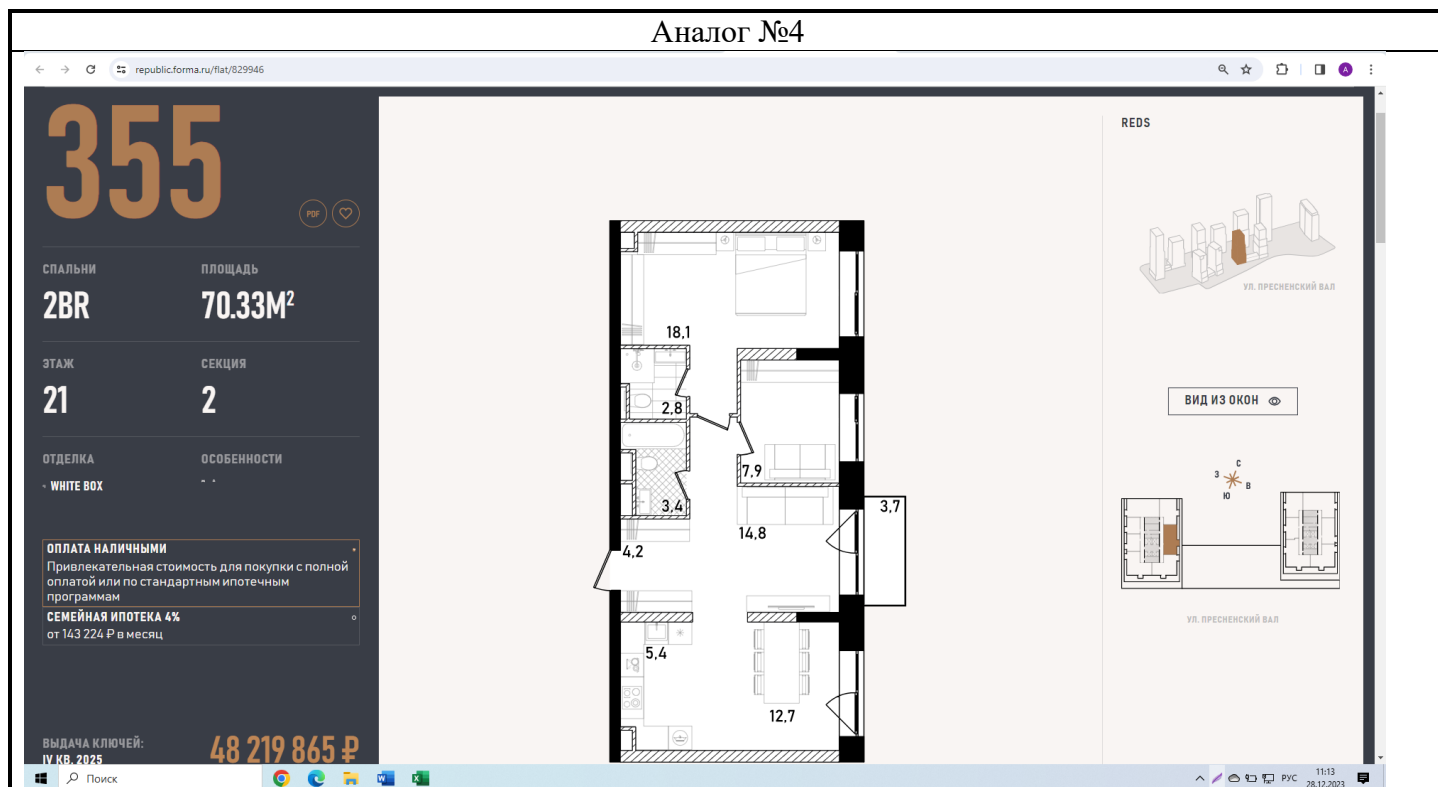 Аналог №4
republic.forma.ru/flat/829946
A
355
PDF
СПАЛЬНИ
ПЛОЩАДЬ
2BR
70.33М²
ЭТАЖ
СЕКЦИЯ
21
2
ОТДЕЛКА
ОСОБЕННОСТИ
WHITE BOX
ОПЛАТА НАЛИЧНЫМИ
Привлекательная стоимость для покупки с полной
оплатой или по стандартным ипотечным
программам
СЕМЕЙНАЯ ИПОТЕКА 4%
от 143 224 ₽ в месяц
ВЫДАЧА КЛЮЧЕЙ:
IV КВ. 2025
48 219 865 ₽
18,1
2,8
7,9
3,4
14,8
3,7
4,2
5,4
12,7
REDS
УЛ. ПРЕСНЕНСКИЙ ВАЛ
ВИД ИЗ ОКОН
С
З
В
Ю
УЛ. ПРЕСНЕНСКИЙ ВАЛ
Поиск
РУС
11:13
28.12.2023